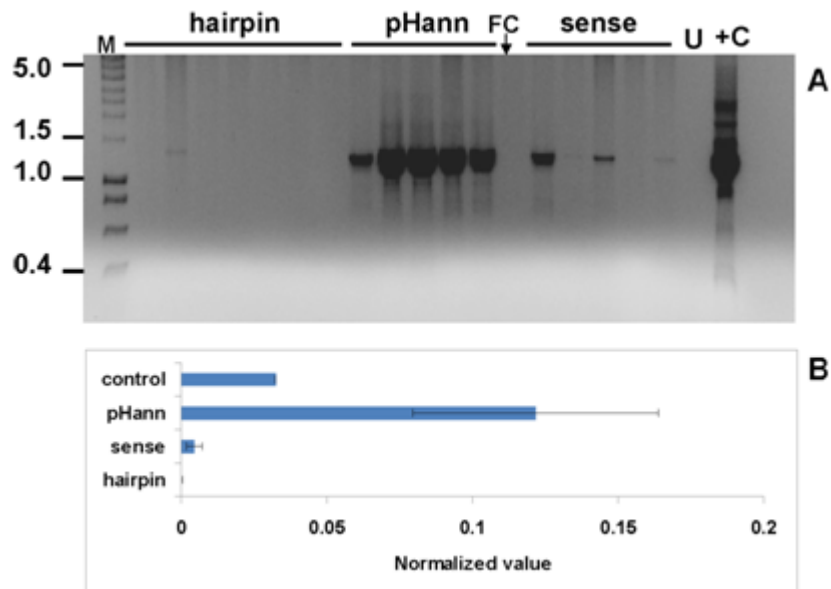 hairpin pHann FC sense U +C
M
A
5.0
1.5
1.0
0.4
B
control
pHann
sense
hairpin
0 0.05 0.1 0.15 0.2
Normalized value